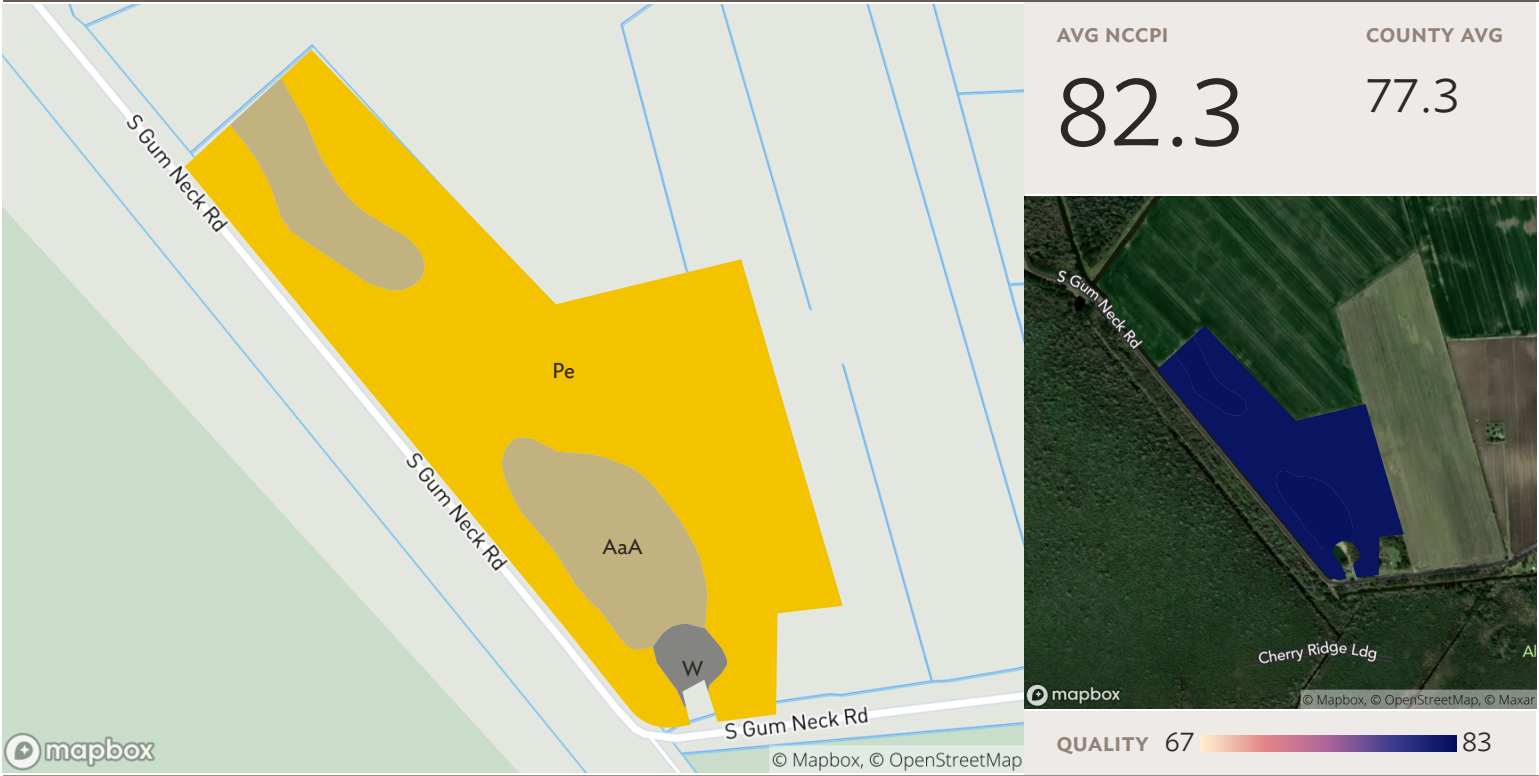 S Gum Neck Rd
Pe
S Gum Neck Rd
AaA
W
S Gum Neck Rd
mapbox
© Mapbox, © OpenStreetMap
AVG NCCPI
COUNTY AVG
82.3
77.3
S Gum Neck Rd
Cherry Ridge Ldg
Al
mapbox
© Mapbox, © OpenStreetMap, © Maxar
QUALITY 67 83